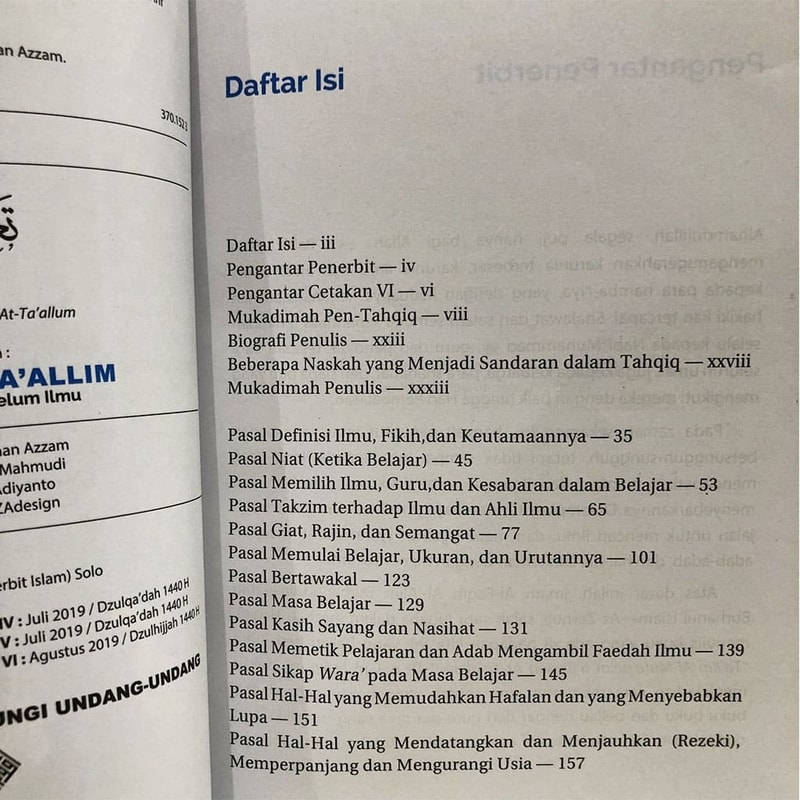 an Azzam.
370.1523
At-Ta'allum
A'ALLIM
elum Ilmu
an Azzam
Mahmudi
diyanto
Adesign
erbit Islam) Solo
IV : Juli 2019 / Dzulqa'dah 1440 H
V : Juli 2019 / Dzulqa'dah 1440 H
VI : Agustus 2019 / Dzulhijjah 1440 H
UNGI UNDANG-UNDANG
Daftar Isi
Daftar Isi — iii
Pengantar Penerbit — iv
Pengantar Cetakan VI — vi
Mukadimah Pen-Tahqiq — viii
Biografi Penulis — xxiii
Beberapa Naskah yang Menjadi Sandaran dalam Tahqiq — xxviii
Mukadimah Penulis — xxxiii
Pasal Definisi Ilmu, Fikih,dan Keutamaannya — 35
Pasal Niat (Ketika Belajar) — 45
Pasal Memilih Ilmu, Guru,dan Kesabaran dalam Belajar — 53
Pasal Takzim terhadap Ilmu dan Ahli Ilmu — 65
Pasal Giat, Rajin, dan Semangat — 77
Pasal Memulai Belajar, Ukuran, dan Urutannya — 101
Pasal Bertawakal — 123
Pasal Masa Belajar — 129
Pasal Kasih Sayang dan Nasihat — 131
Pasal Memetik Pelajaran dan Adab Mengambil Faedah Ilmu — 139
Pasal Sikap Wara' pada Masa Belajar — 145
Pasal Hal-Hal yang Memudahkan Hafalan dan yang Menyebabkan
Lupa — 151
Pasal Hal-Hal yang Mendatangkan dan Menjauhkan (Rezeki),
Memperpanjang dan Mengurangi Usia — 157